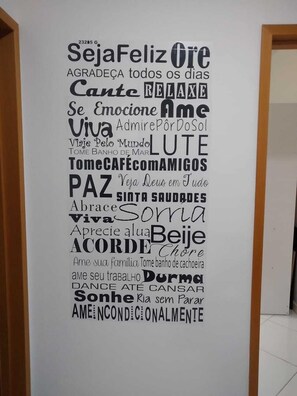 SejaFeliz Ore
AGRADEÇA todos os dias
Cante RELAXE
Se Emocione Ame
Viva AdmirePôrDoSol
Viaje Pelo Mundo LUTE
TOME BANHO DE MAR
TomeCAFÉcomAMIGOS
PAZ Veja Deus em Tudo
SINTA SAUDADES
Abrace Sorria
Viva
Aprecie alua Beije
ACORDE Chore
Ame sua família Tome banho de cachoeira
ame seu trabalho Durma
DANCE ATÉ CANSAR
Sonhe Ria sem Parar
AMEINCONDICIONALMENTE